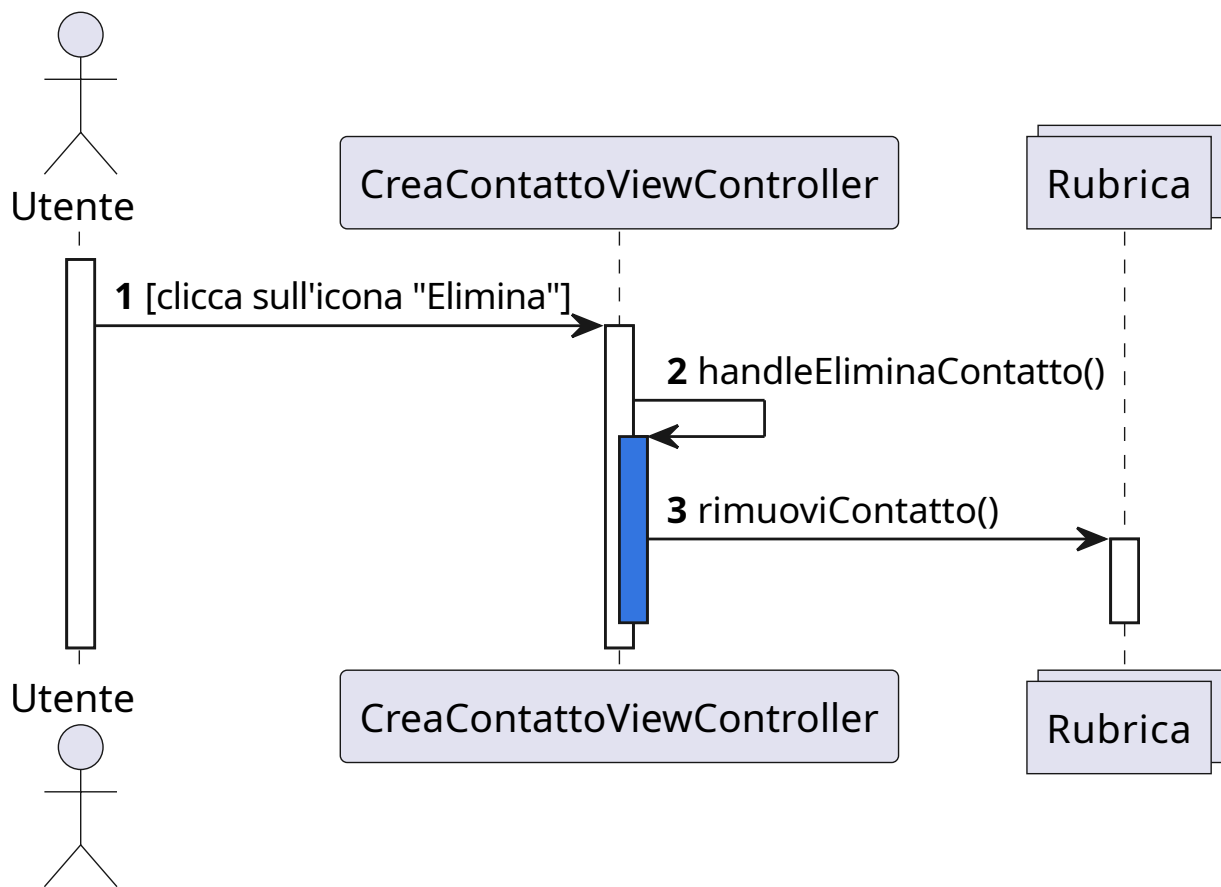 Utente
CreaContattoViewController
Rubrica
1 [clicca sull'icona "Elimina"]
2 handleEliminaContatto()
3 rimuoviContatto()
Utente
CreaContattoViewController
Rubrica